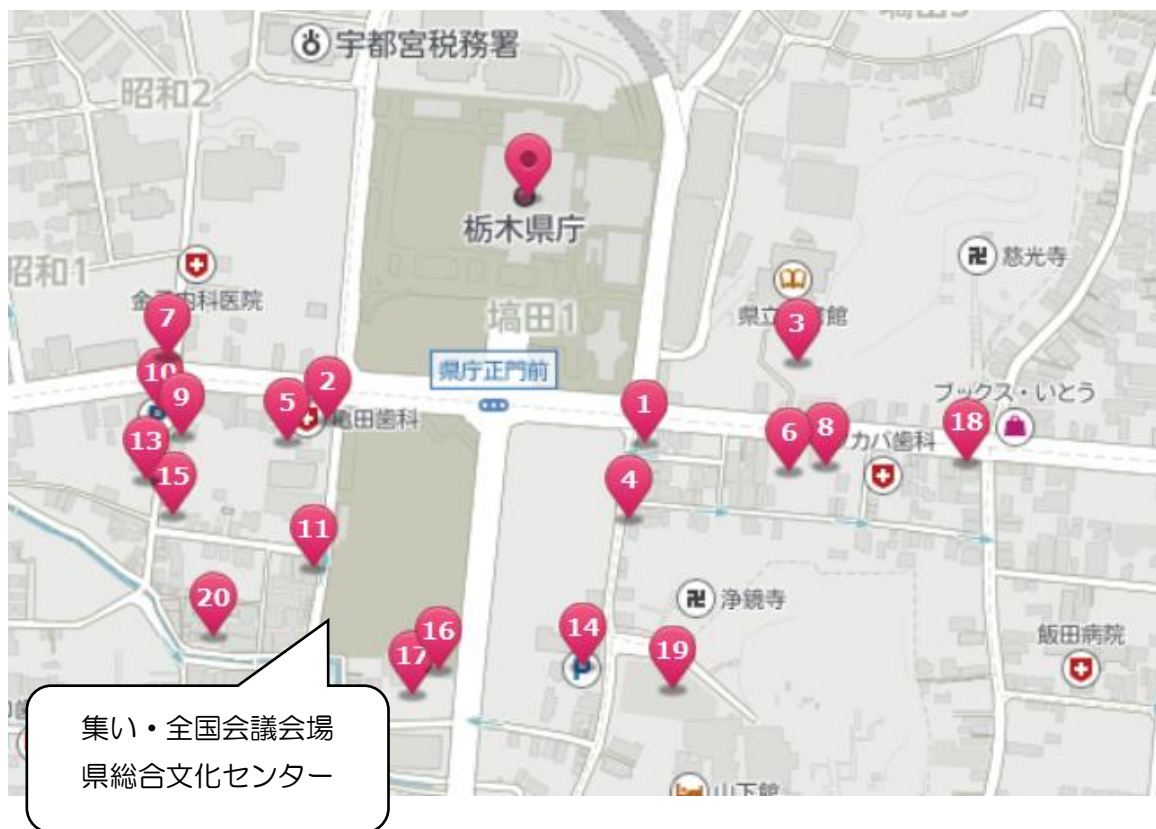 塙田5
宇都宮税務署
昭和2
栃木県庁
卍 慈光寺
昭和1
金子内科医院
県立図書館
塙田1
7
3
県庁正門前
10
2
ブックス・いとう
9
5
亀田歯科
1
6
8
18
カバ歯科
13
15
4
11
20
卍 浄鏡寺
飯田病院
16
17
14
P
19
集い・全国会議会場
県総合文化センター
山下館